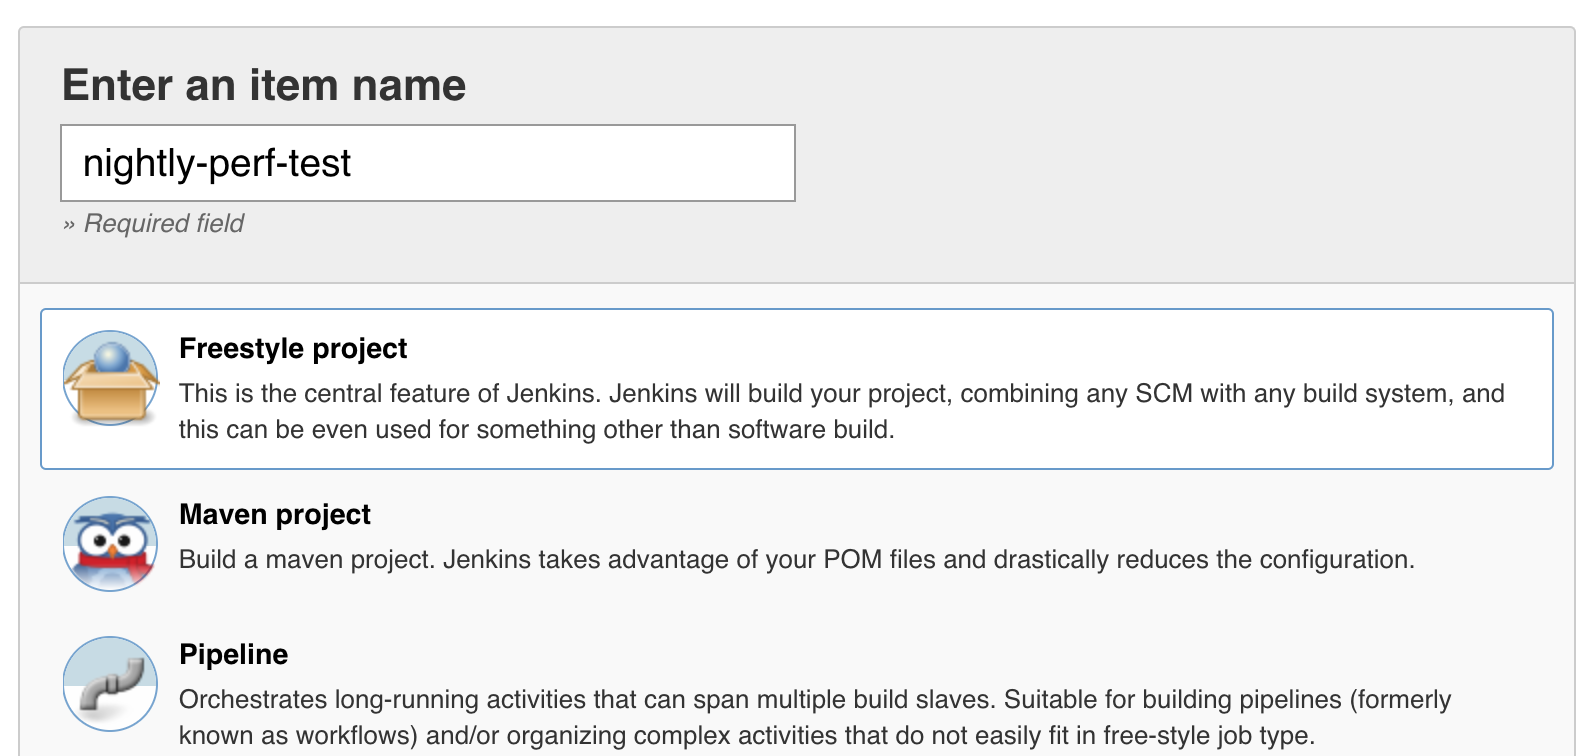 Enter an item name
nightly-perf-test
» Required field
Freestyle project
This is the central feature of Jenkins. Jenkins will build your project, combining any SCM with any build system, and
this can be even used for something other than software build.
Maven project
Build a maven project. Jenkins takes advantage of your POM files and drastically reduces the configuration.
Pipeline
Orchestrates long-running activities that can span multiple build slaves. Suitable for building pipelines (formerly
known as workflows) and/or organizing complex activities that do not easily fit in free-style job type.